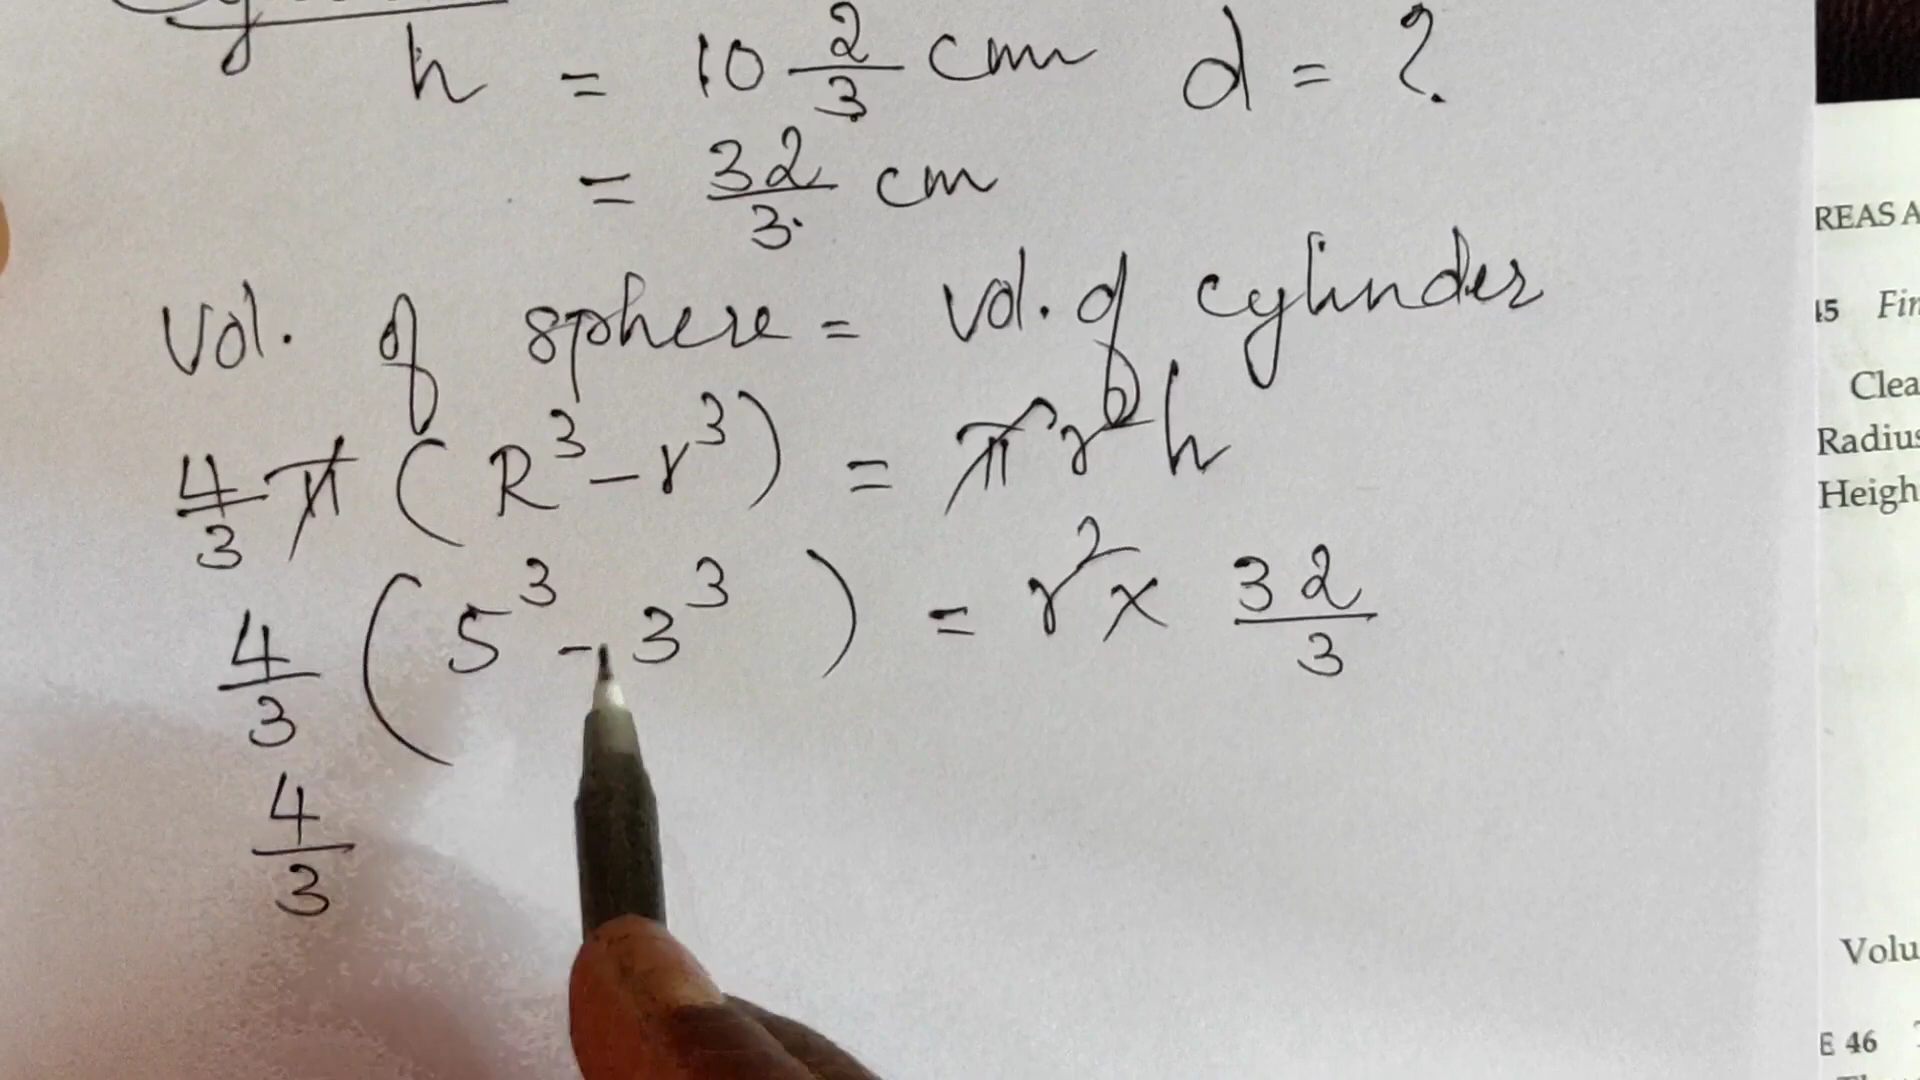 h = 10 2/3 cm d = ?
= 32/3 cm
Vol. of sphere = Vol. of cylinder
4/3 π (R³ - r³) = π r² h
4/3 (5³ - 3³) = r² × 32/3
4/3
REAS A
45 Fin
Clea
Radius
Heigh
Volu
E 46